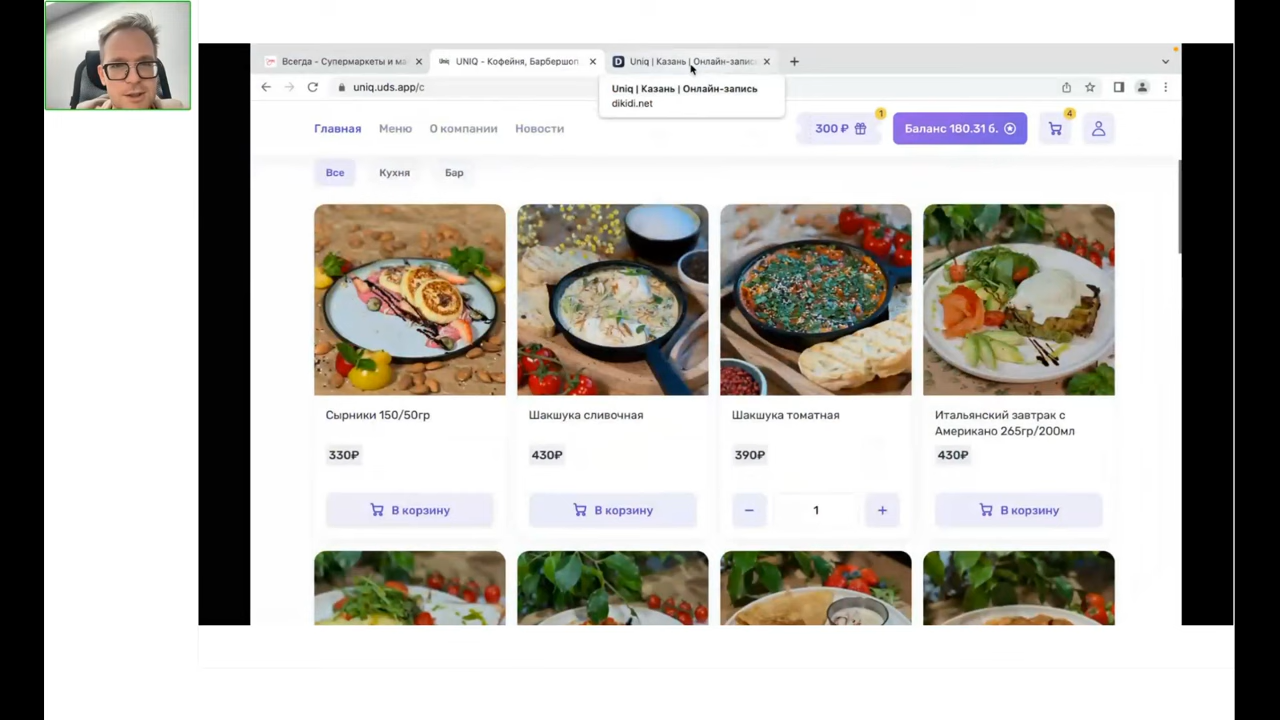 Всегда - Супермаркеты и ма
UNIQ - Кофейня, Барбершоп
Uniq | Казань | Онлайн-запис
uniq.uds.app/c
Uniq | Казань | Онлайн-запись
dikidi.net
Главная Меню О компании Новости
300 ₽ 1 Баланс 180.31 б. 4
Все Кухня Бар
Сырники 150/50гр
330₽
В корзину
Шакшука сливочная
430₽
В корзину
Шакшука томатная
390₽
− 1 +
Итальянский завтрак с
Американо 265гр/200мл
430₽
В корзину